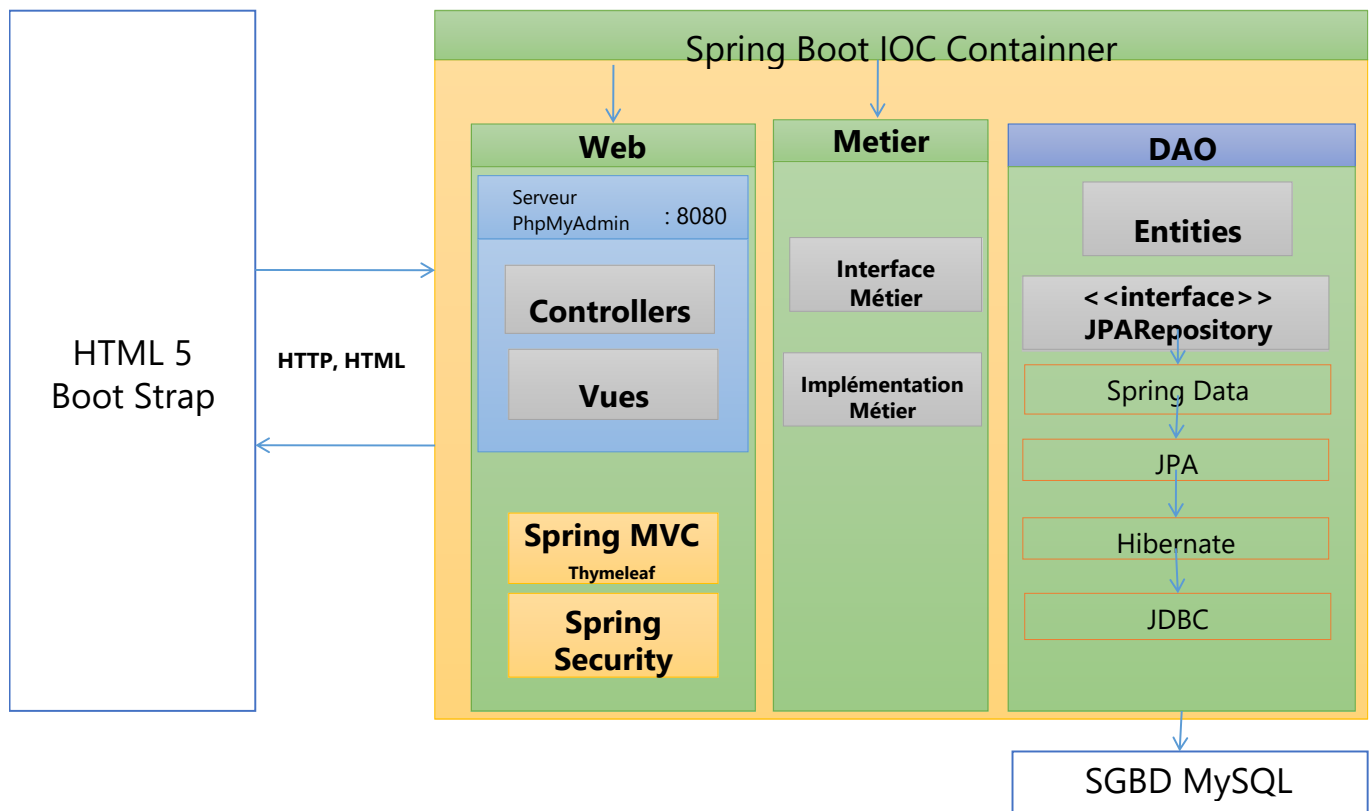 Spring Boot IOC Containner
HTML 5
Boot Strap
HTTP, HTML
Web
Serveur
PhpMyAdmin : 8080
Controllers
Vues
Spring MVC
Thymeleaf
Spring
Security
Metier
Interface
Métier
Implémentation
Métier
DAO
Entities
<<interface>>
JPARepository
Spring Data
JPA
Hibernate
JDBC
SGBD MySQL